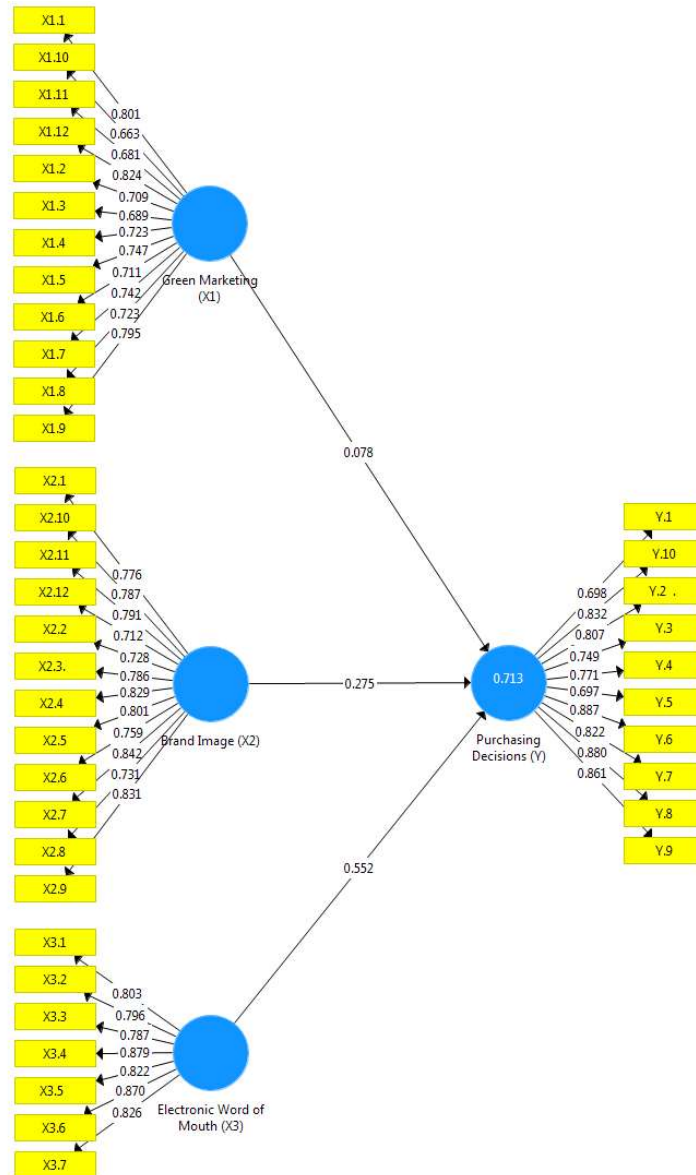 X1.1
X1.10
X1.11
X1.12
X1.2
X1.3
X1.4
X1.5
X1.6
X1.7
X1.8
X1.9
0.801
0.663
0.681
0.824
0.709
0.689
0.723
0.747
0.711
0.742
0.723
0.795
Green Marketing
(X1)
0.078
X2.1
X2.10
X2.11
X2.12
X2.2
X2.3.
X2.4
X2.5
X2.6
X2.7
X2.8
X2.9
0.776
0.787
0.791
0.712
0.728
0.786
0.829
0.801
0.759
0.842
0.731
0.831
Brand Image (X2)
0.275
0.713
Purchasing
Decisions (Y)
0.698
0.832
0.807
0.749
0.771
0.697
0.887
0.822
0.880
0.861
Y.1
Y.10
Y.2 .
Y.3
Y.4
Y.5
Y.6
Y.7
Y.8
Y.9
0.552
X3.1
X3.2
X3.3
X3.4
X3.5
X3.6
X3.7
0.803
0.796
0.787
0.879
0.822
0.870
0.826
Electronic Word of
Mouth (X3)